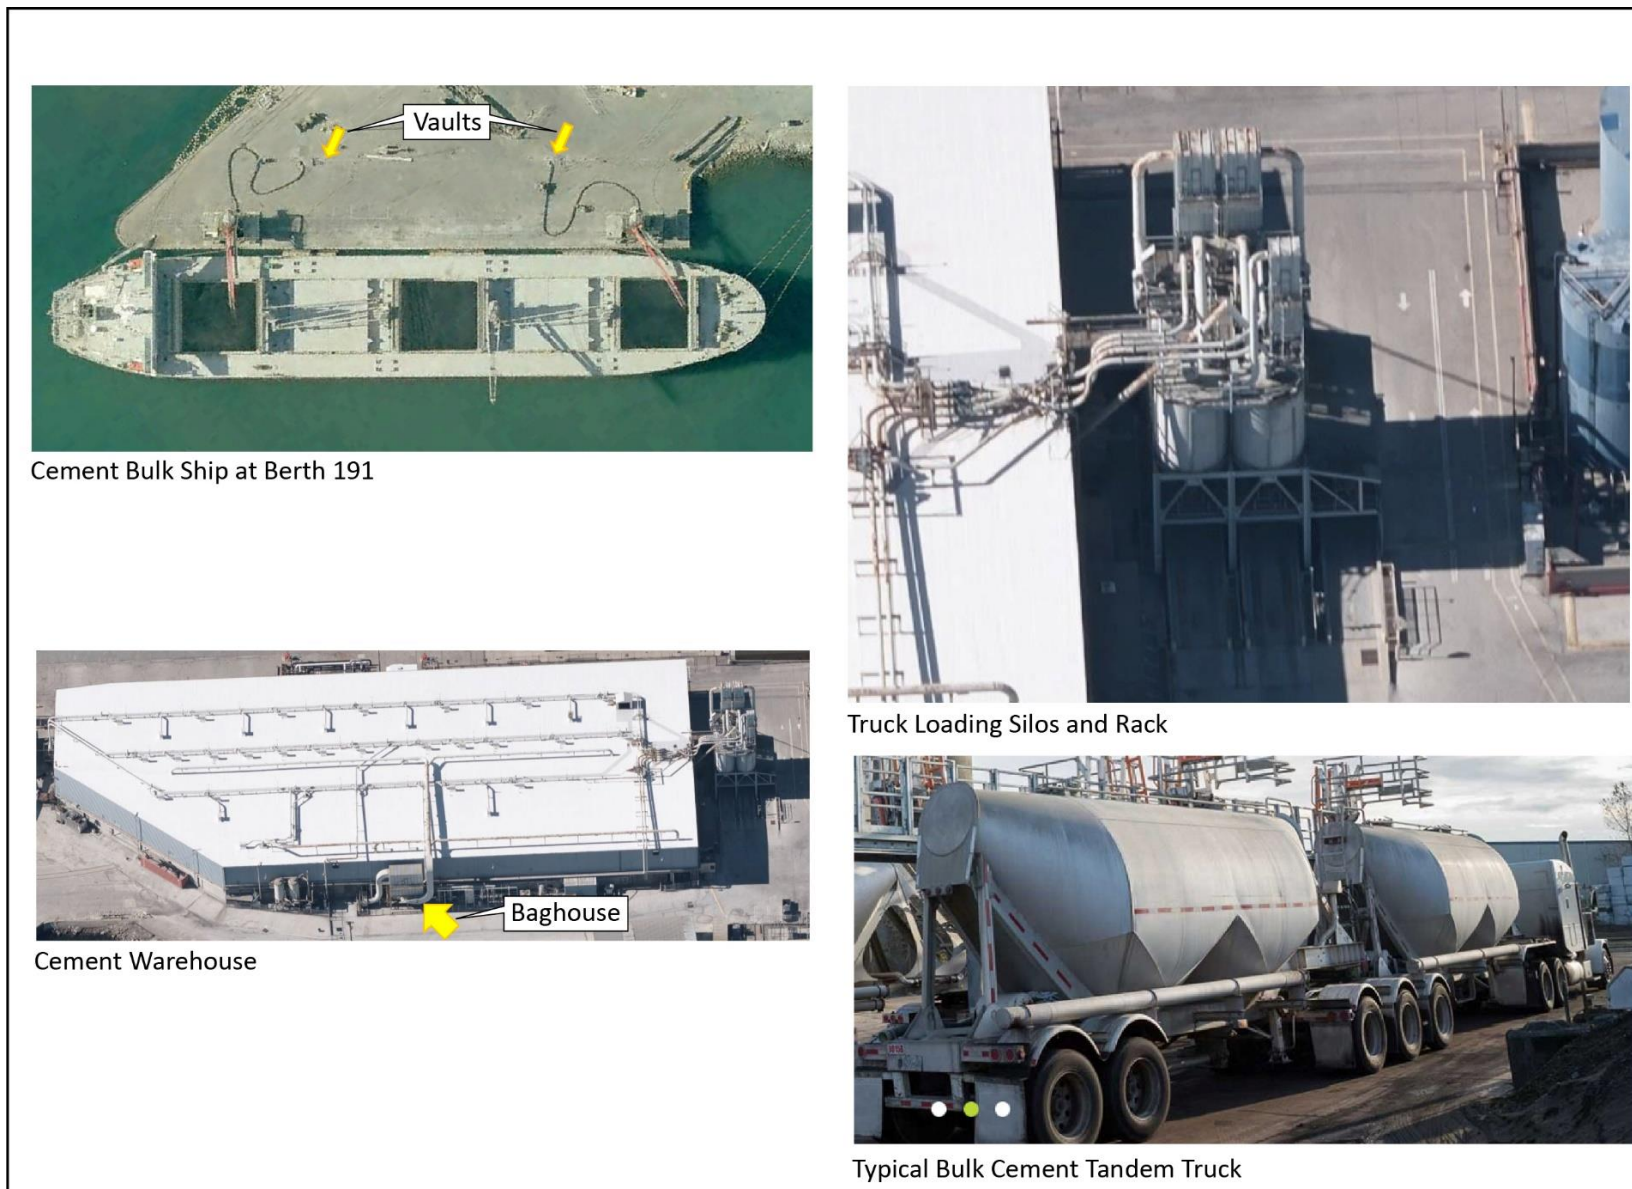 Vaults
Cement Bulk Ship at Berth 191
Truck Loading Silos and Rack
Baghouse
Cement Warehouse
Typical Bulk Cement Tandem Truck